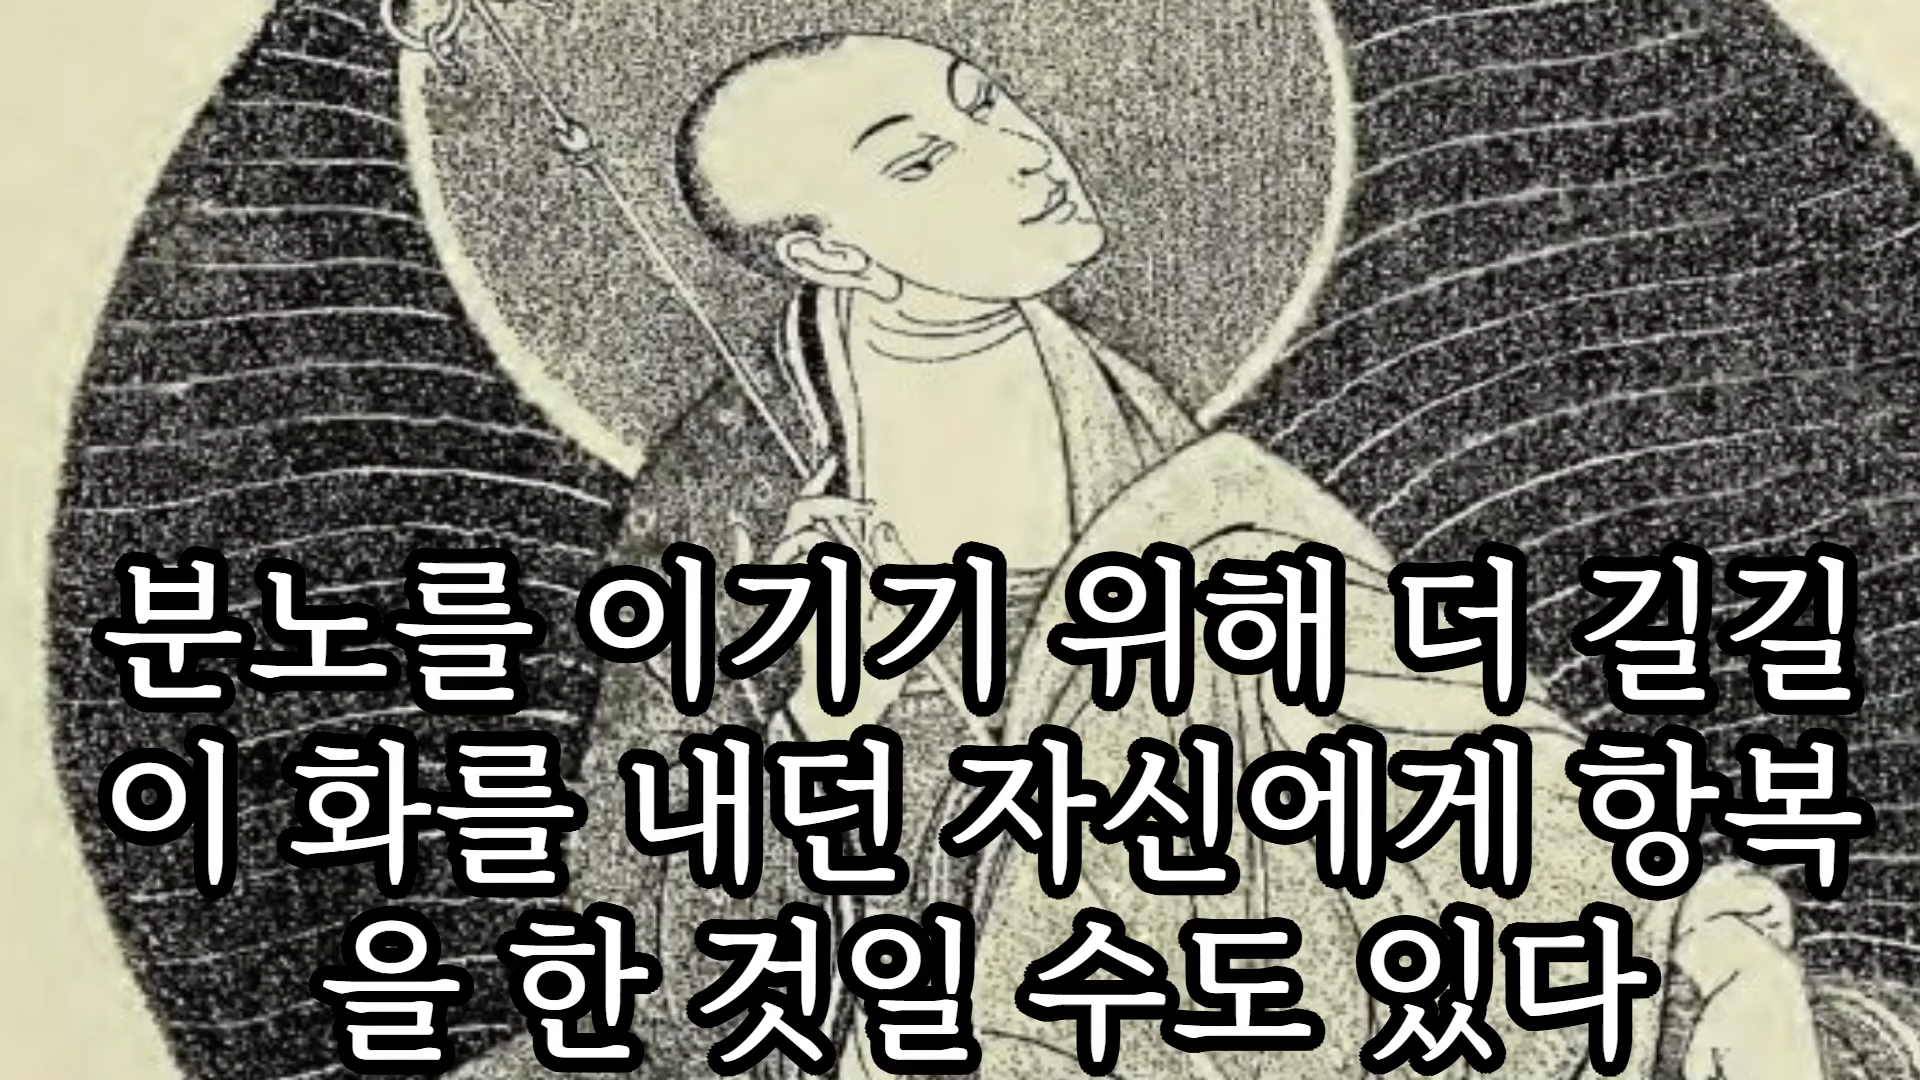 분노를 이기기 위해 더 길길
이 화를 내던 자신에게 항복
을 한 것일 수도 있다